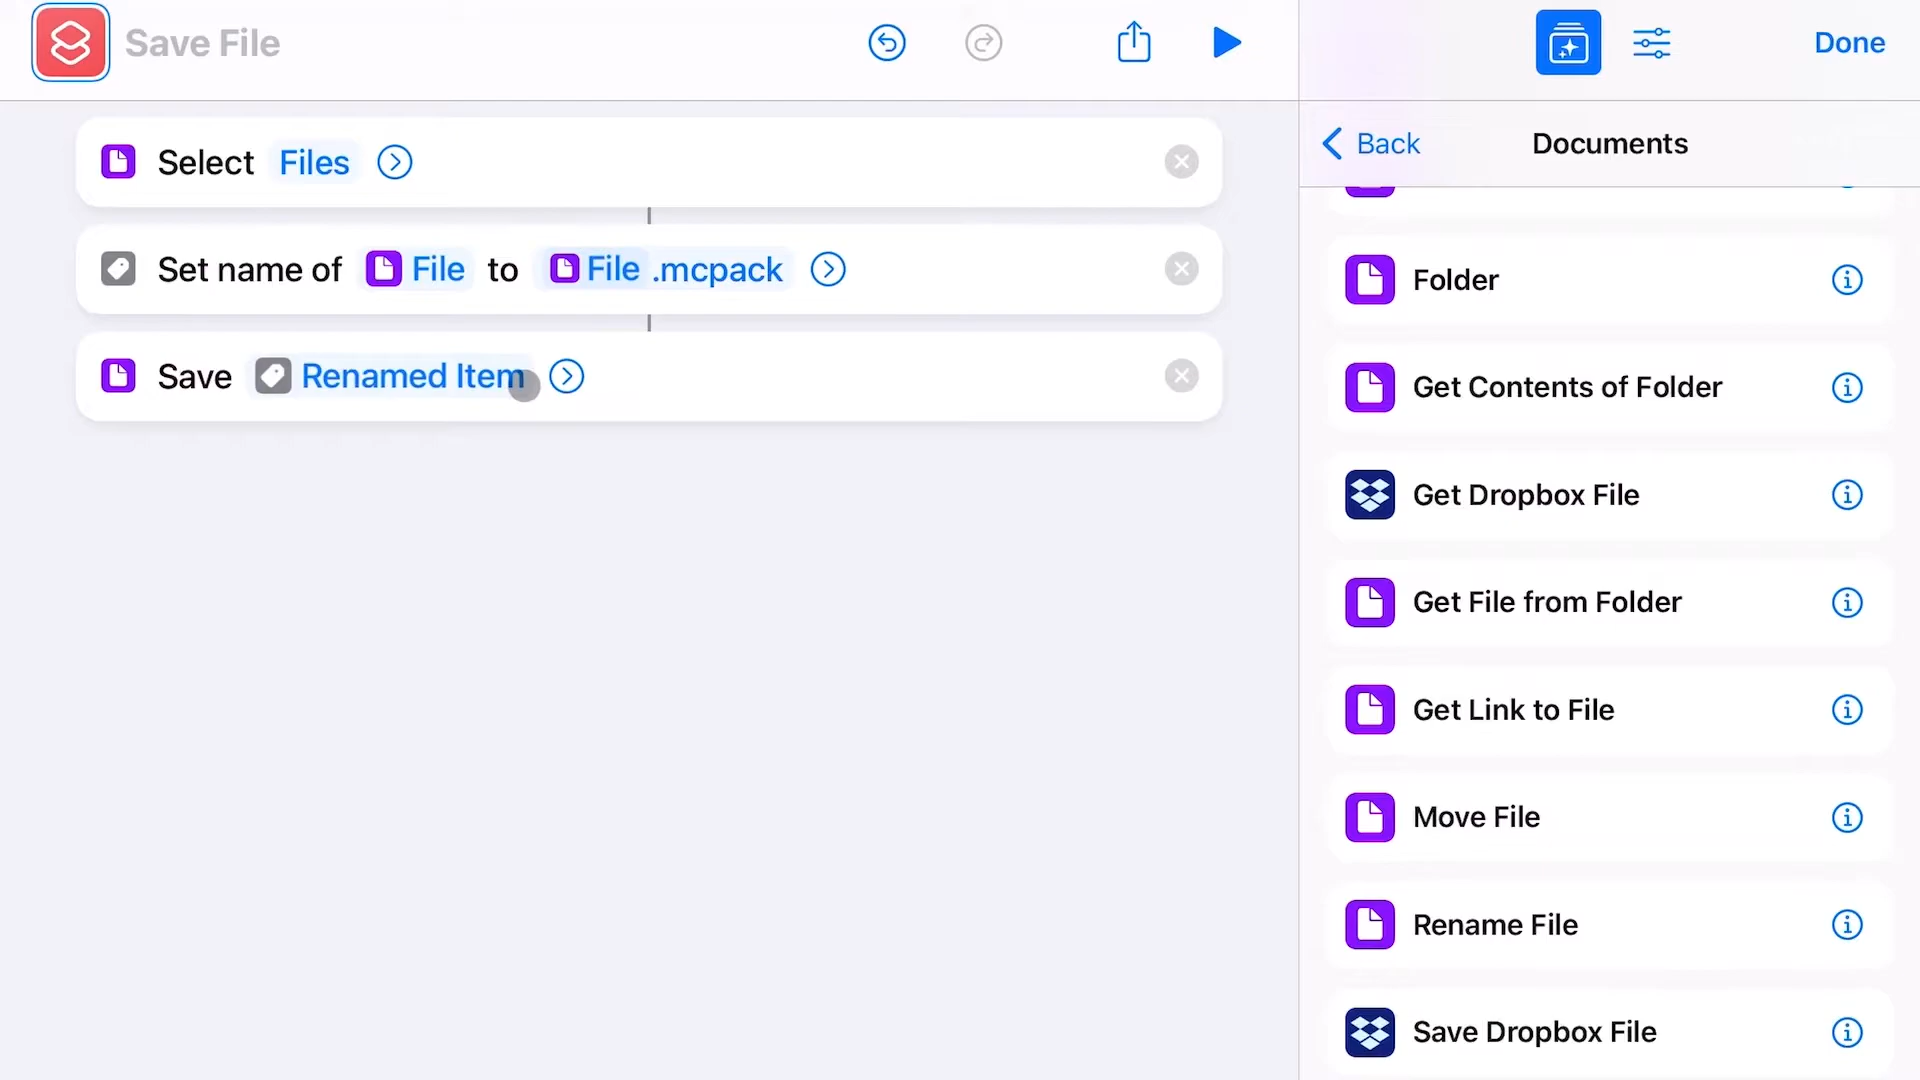 Save File
Done
Select Files
Set name of File to File .mcpack
Save Renamed Item
Back
Documents
Folder
Get Contents of Folder
Get Dropbox File
Get File from Folder
Get Link to File
Move File
Rename File
Save Dropbox File